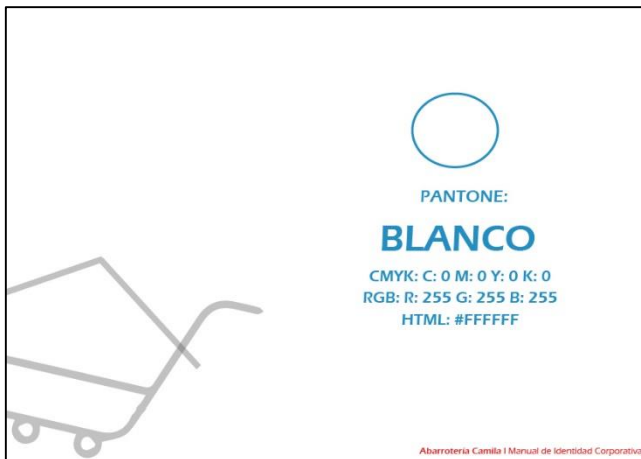 PANTONE:
BLANCO
CMYK: C: 0 M: 0 Y: 0 K: 0
RGB: R: 255 G: 255 B: 255
HTML: #FFFFFF
Abarrotería Camila I Manual de Identidad Corporativa